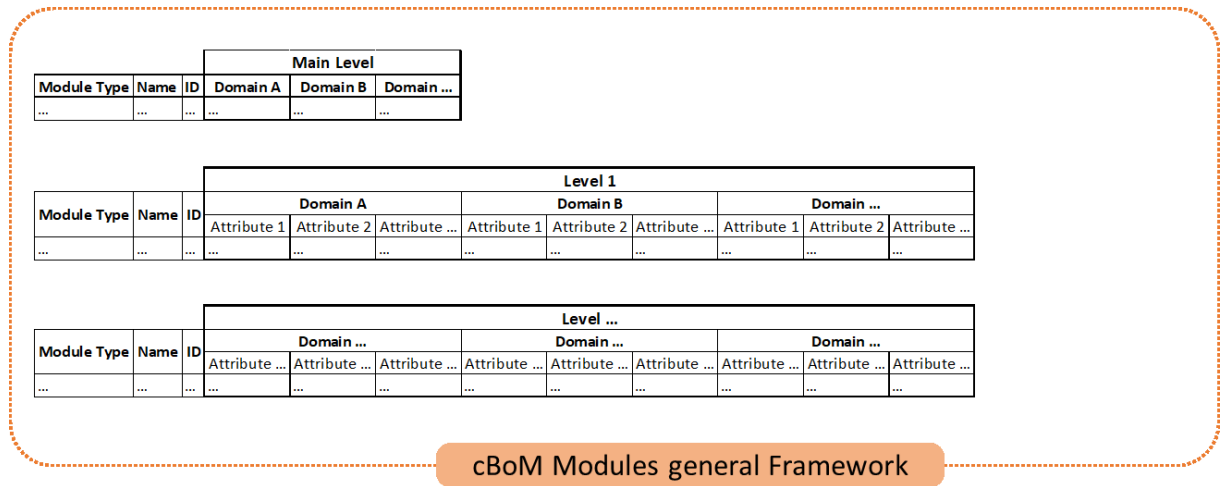 Main Level
Module Type Name ID Domain A Domain B Domain ...
... ... ... ... ... ...
Level 1
Module Type Name ID Domain A Domain B Domain ...
Attribute 1 Attribute 2 Attribute ... Attribute 1 Attribute 2 Attribute ... Attribute 1 Attribute 2 Attribute ...
... ... ... ... ... ... ... ... ... ... ... ...
Level ...
Module Type Name ID Domain ... Domain ... Domain ...
Attribute ... Attribute ... Attribute ... Attribute ... Attribute ... Attribute ... Attribute ... Attribute ... Attribute ...
... ... ... ... ... ... ... ... ... ... ... ...
cBoM Modules general Framework